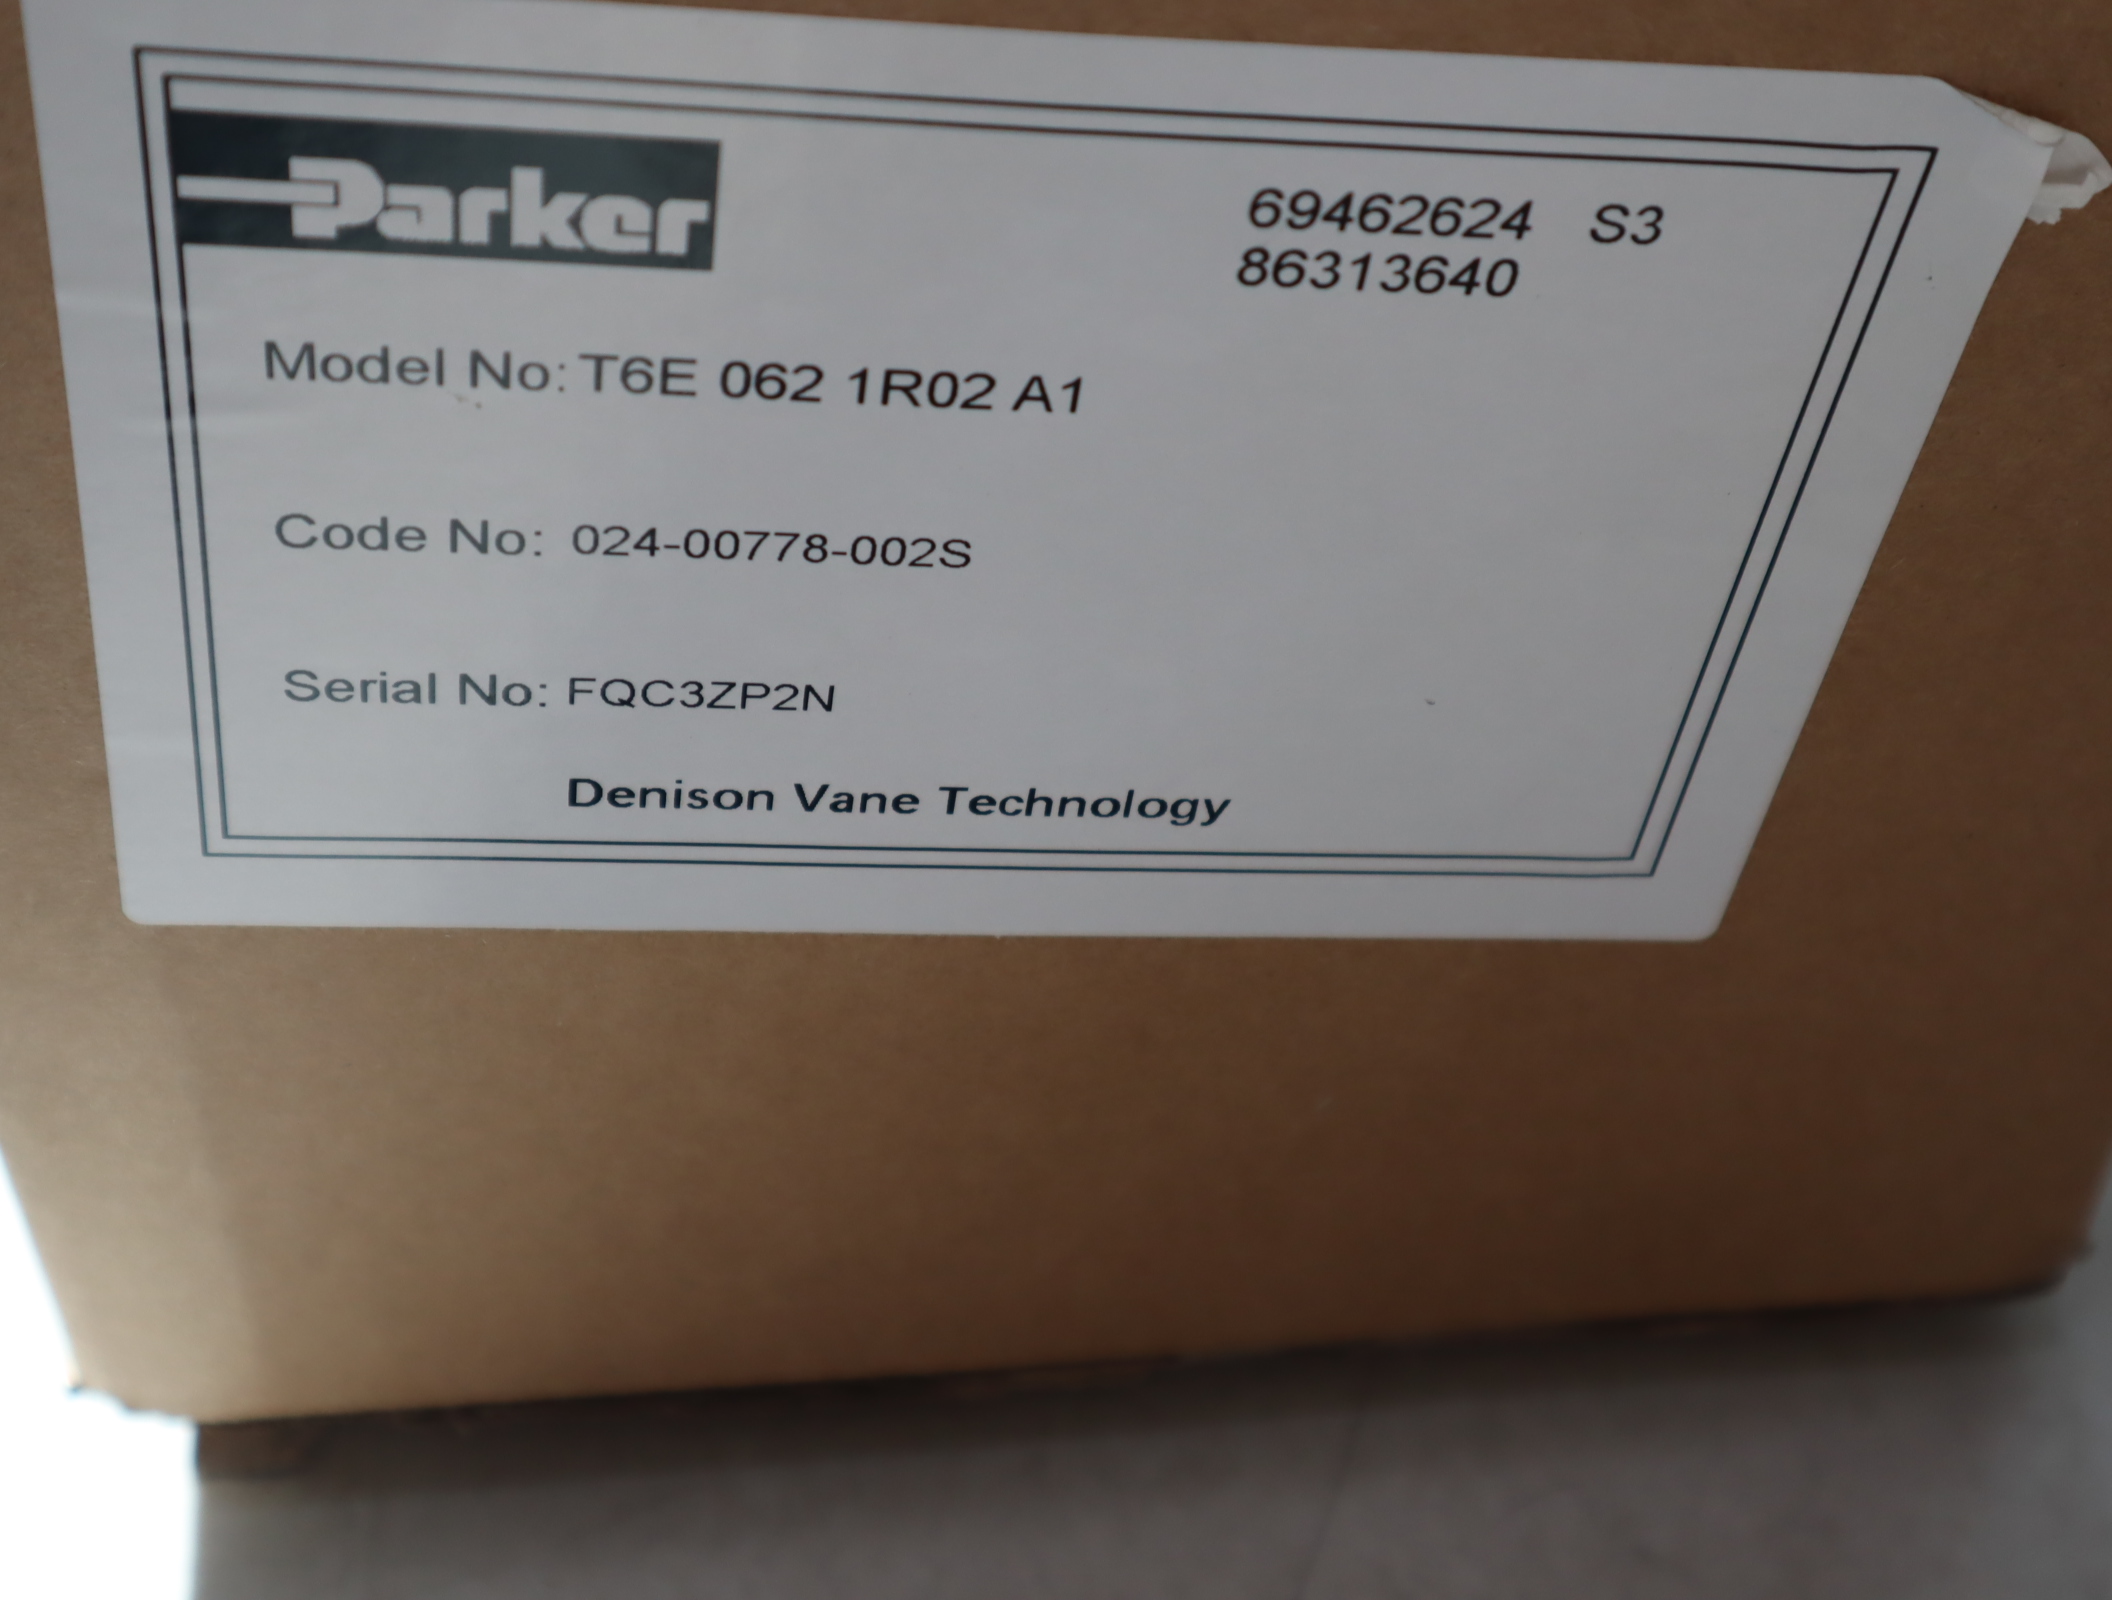 Parker
69462624 S3
86313640
Model No: T6E 062 1R02 A1
Code No: 024-00778-002S
Serial No: FQC3ZP2N
Denison Vane Technology